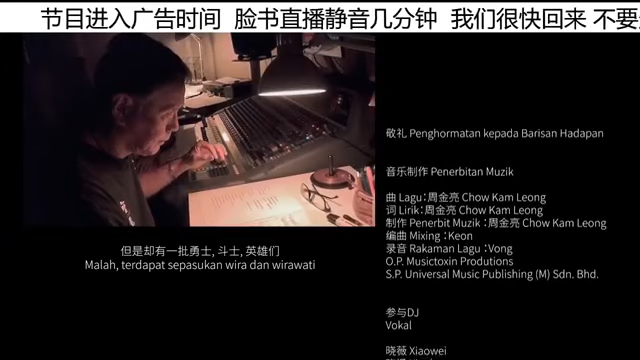 节目进入广告时间 脸书直播静音几分钟 我们很快回来 不要
敬礼 Penghormatan kepada Barisan Hadapan
音乐制作 Penerbitan Muzik
曲 Lagu：周金亮 Chow Kam Leong
词 Lirik：周金亮 Chow Kam Leong
制作 Penerbit Muzik：周金亮 Chow Kam Leong
编曲 Mixing：Keon
录音 Rakaman Lagu：Vong
O.P. Musictoxin Produtions
S.P. Universal Music Publishing (M) Sdn. Bhd.
参与DJ
Vokal
晓薇 Xiaowei
但是却有一批勇士, 斗士, 英雄们
Malah, terdapat sepasukan wira dan wirawati